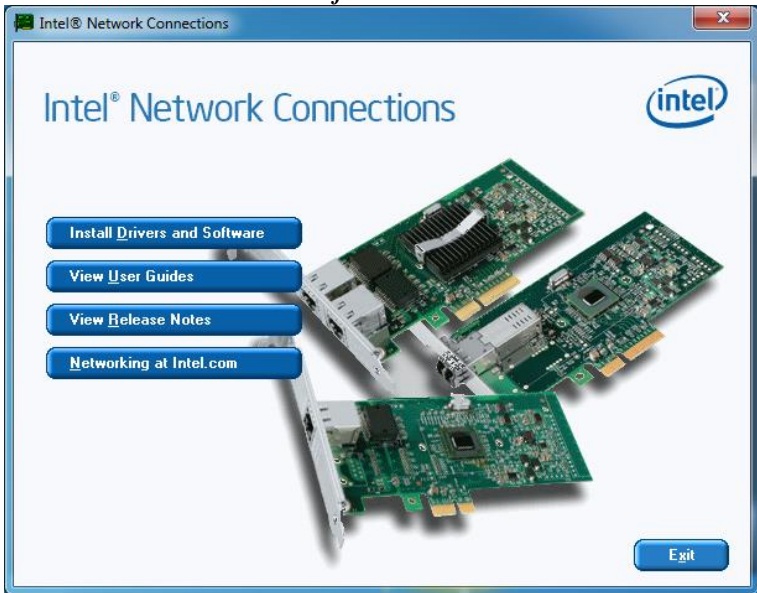 Intel® Network Connections
Intel® Network Connections
intel
Install Drivers and Software
View User Guides
View Release Notes
Networking at Intel.com
Exit